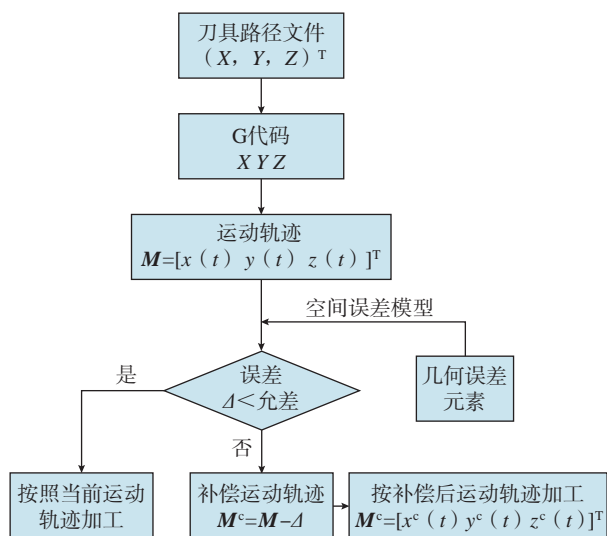 刀具路径文件
(X, Y, Z)ᵀ
G代码
X Y Z
运动轨迹
M=[x(t) y(t) z(t)]ᵀ
空间误差模型
是
误差
Δ<允差
几何误差
元素
否
按照当前运动
轨迹加工
补偿运动轨迹
Mᶜ=M−Δ
按补偿后运动轨迹加工
Mᶜ=[xᶜ(t) yᶜ(t) zᶜ(t)]ᵀ